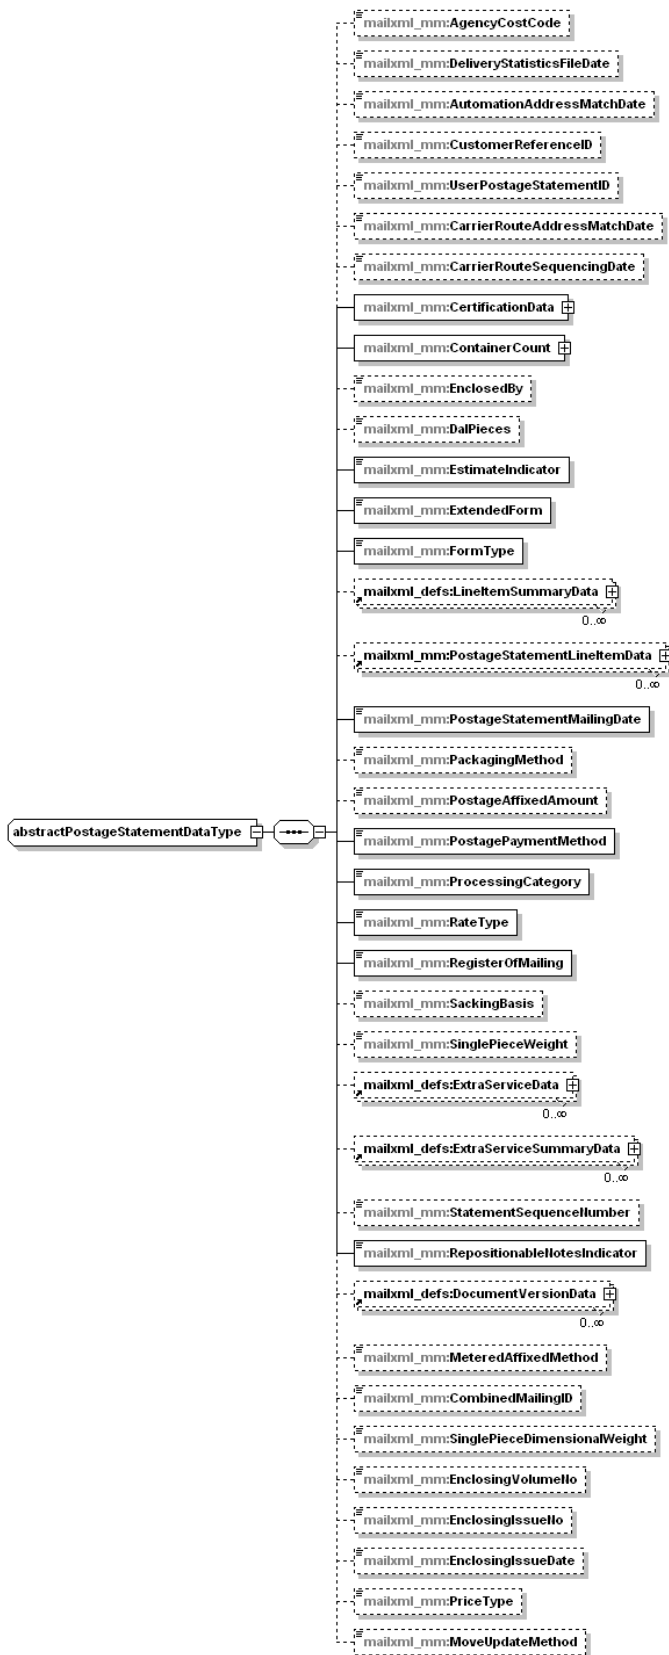 mailxml_mm:AgencyCostCode
mailxml_mm:DeliveryStatisticsFileDate
mailxml_mm:AutomationAddressMatchDate
mailxml_mm:CustomerReferenceID
mailxml_mm:UserPostageStatementID
mailxml_mm:CarrierRouteAddressMatchDate
mailxml_mm:CarrierRouteSequencingDate
mailxml_mm:CertificationData
mailxml_mm:ContainerCount
mailxml_mm:EnclosedBy
mailxml_mm:DalPieces
mailxml_mm:EstimateIndicator
mailxml_mm:ExtendedForm
mailxml_mm:FormType
mailxml_defs:LineItemSummaryData
0..∞
mailxml_mm:PostageStatementLineItemData
0..∞
mailxml_mm:PostageStatementMailingDate
mailxml_mm:PackagingMethod
mailxml_mm:PostageAffixedAmount
abstractPostageStatementDataType
mailxml_mm:PostagePaymentMethod
mailxml_mm:ProcessingCategory
mailxml_mm:RateType
mailxml_mm:RegisterOfMailing
mailxml_mm:SackingBasis
mailxml_mm:SinglePieceWeight
mailxml_defs:ExtraServiceData
0..∞
mailxml_defs:ExtraServiceSummaryData
0..∞
mailxml_mm:StatementSequenceNumber
mailxml_mm:RepositionableNotesIndicator
mailxml_defs:DocumentVersionData
0..∞
mailxml_mm:MeteredAffixedMethod
mailxml_mm:CombinedMailingID
mailxml_mm:SinglePieceDimensionalWeight
mailxml_mm:EnclosingVolumeNo
mailxml_mm:EnclosingIssueNo
mailxml_mm:EnclosingIssueDate
mailxml_mm:PriceType
mailxml_mm:MoveUpdateMethod